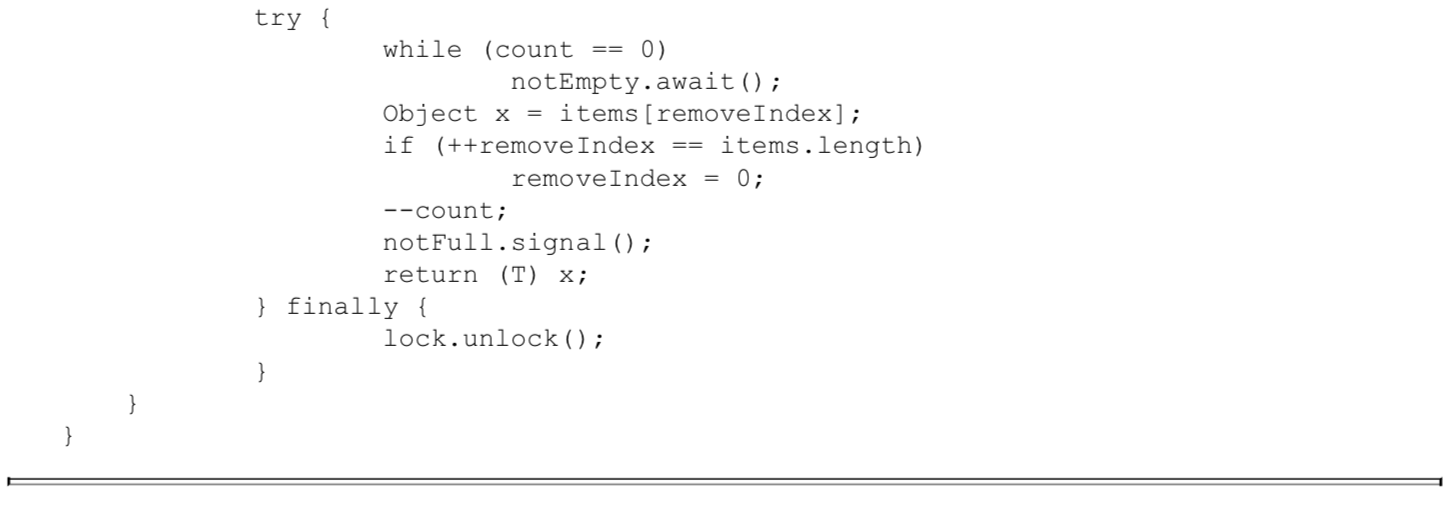 try {
while (count == 0)
notEmpty.await();
Object x = items[removeIndex];
if (++removeIndex == items.length)
removeIndex = 0;
--count;
notFull.signal();
return (T) x;
} finally {
lock.unlock();
}
}
}